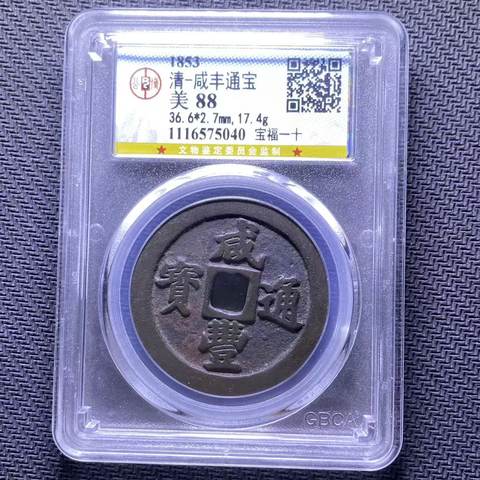 1853
清-咸丰通宝
美 88
36.6*2.7mm,17.4g
1116575040 宝福一十
★ 文物鉴定委员会监制 ★
咸豐通寶
GBCA